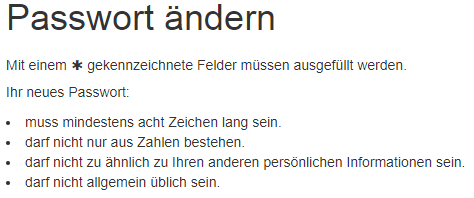 Passwort ändern
Mit einem ✱ gekennzeichnete Felder müssen ausgefüllt werden.
Ihr neues Passwort:
• muss mindestens acht Zeichen lang sein.
• darf nicht nur aus Zahlen bestehen.
• darf nicht zu ähnlich zu Ihren anderen persönlichen Informationen sein.
• darf nicht allgemein üblich sein.